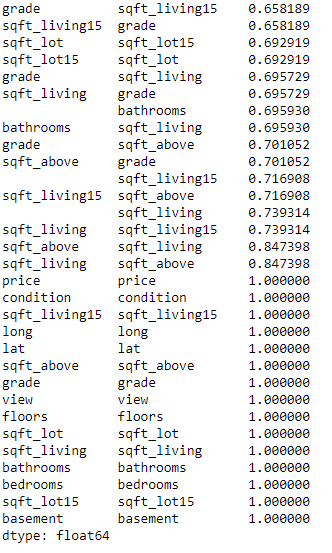 grade sqft_living15 0.658189
sqft_living15 grade 0.658189
sqft_lot sqft_lot15 0.692919
sqft_lot15 sqft_lot 0.692919
grade sqft_living 0.695729
sqft_living grade 0.695729
bathrooms 0.695930
bathrooms sqft_living 0.695930
grade sqft_above 0.701052
sqft_above grade 0.701052
sqft_living15 0.716908
sqft_living15 sqft_above 0.716908
sqft_living 0.739314
sqft_living sqft_living15 0.739314
sqft_above sqft_living 0.847398
sqft_living sqft_above 0.847398
price price 1.000000
condition condition 1.000000
sqft_living15 sqft_living15 1.000000
long long 1.000000
lat lat 1.000000
sqft_above sqft_above 1.000000
grade grade 1.000000
view view 1.000000
floors floors 1.000000
sqft_lot sqft_lot 1.000000
sqft_living sqft_living 1.000000
bathrooms bathrooms 1.000000
bedrooms bedrooms 1.000000
sqft_lot15 sqft_lot15 1.000000
basement basement 1.000000
dtype: float64